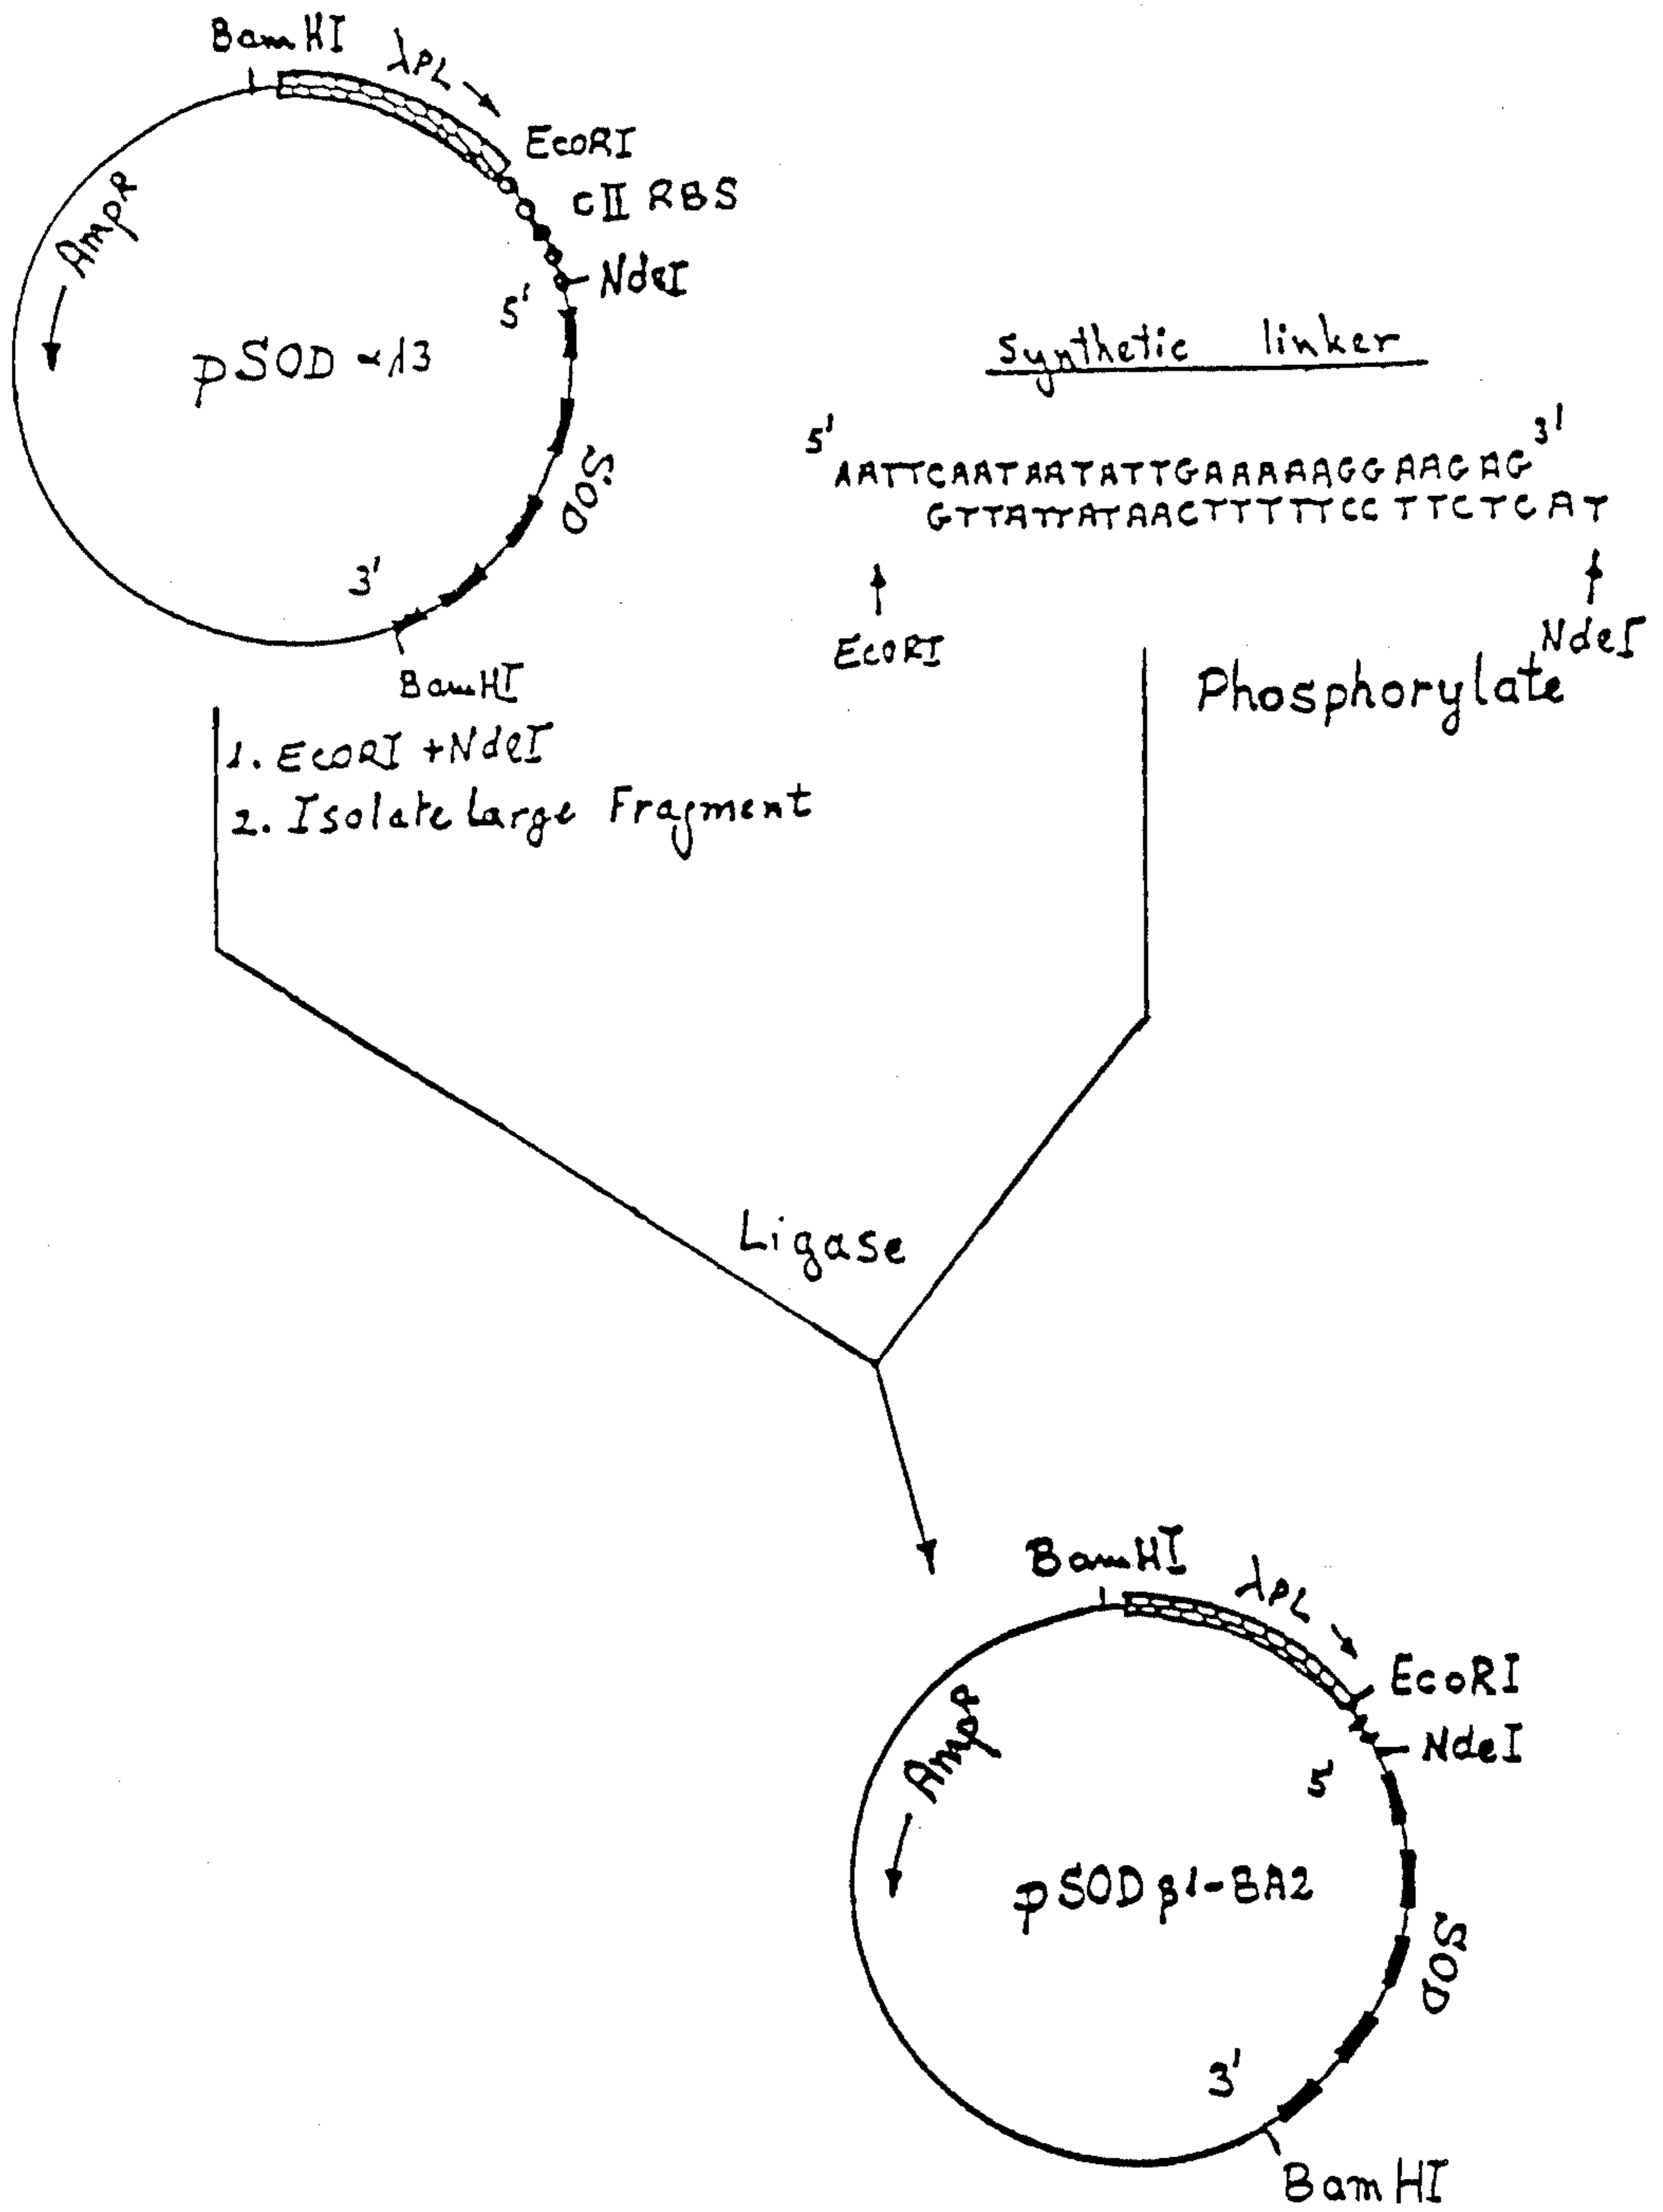 BamHI
λPL
EcoRI
cII RBS
NdeI
AmpR
5'
pSOD α13
SOD
3'
BamHI
synthetic linker
5' 3'
AATTCAATAATATTGAAAAAGGAAGAG
GTTATTATAACTTTTTCCTTCTCAT
EcoRI
NdeI
Phosphorylate
1. EcoRI + NdeI
2. Isolate Large Fragment
Ligase
BamHI
λPL
EcoRI
NdeI
AmpR
5'
pSODβ1-BA2
SOD
3'
BamHI